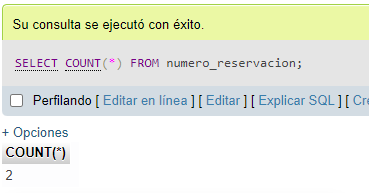 Su consulta se ejecutó con éxito.
SELECT COUNT(*) FROM numero_reservacion;
Perfilando [ Editar en línea ] [ Editar ] [ Explicar SQL ] [ Cre
+ Opciones
COUNT(*)
2